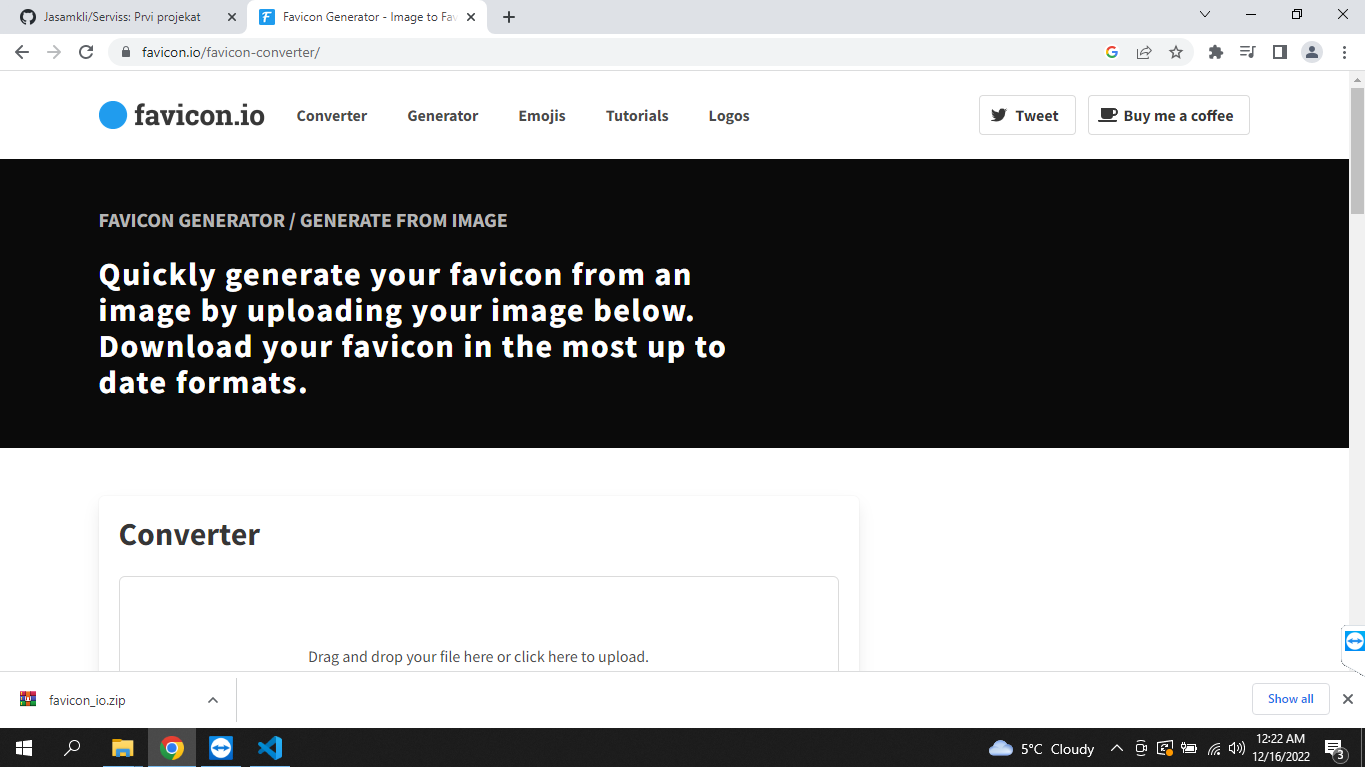 Jasamkli/Serviss: Prvi projekat
Favicon Generator - Image to Fav
favicon.io/favicon-converter/
favicon.io
Converter
Generator
Emojis
Tutorials
Logos
Tweet
Buy me a coffee
FAVICON GENERATOR / GENERATE FROM IMAGE
Quickly generate your favicon from an
image by uploading your image below.
Download your favicon in the most up to
date formats.
Converter
Drag and drop your file here or click here to upload.
favicon_io.zip
Show all
5°C Cloudy
12:22 AM
12/16/2022
3